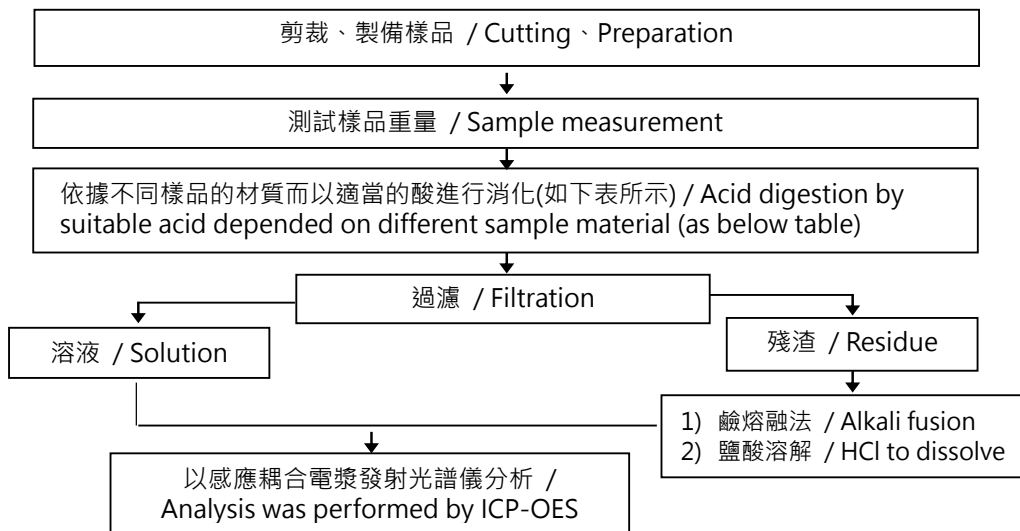 剪裁、製備樣品 / Cutting、Preparation
測試樣品重量 / Sample measurement
依據不同樣品的材質而以適當的酸進行消化(如下表所示) / Acid digestion by
suitable acid depended on different sample material (as below table)
過濾 / Filtration
溶液 / Solution
殘渣 / Residue
1) 鹼熔融法 / Alkali fusion
2) 鹽酸溶解 / HCl to dissolve
以感應耦合電漿發射光譜儀分析 /
Analysis was performed by ICP-OES